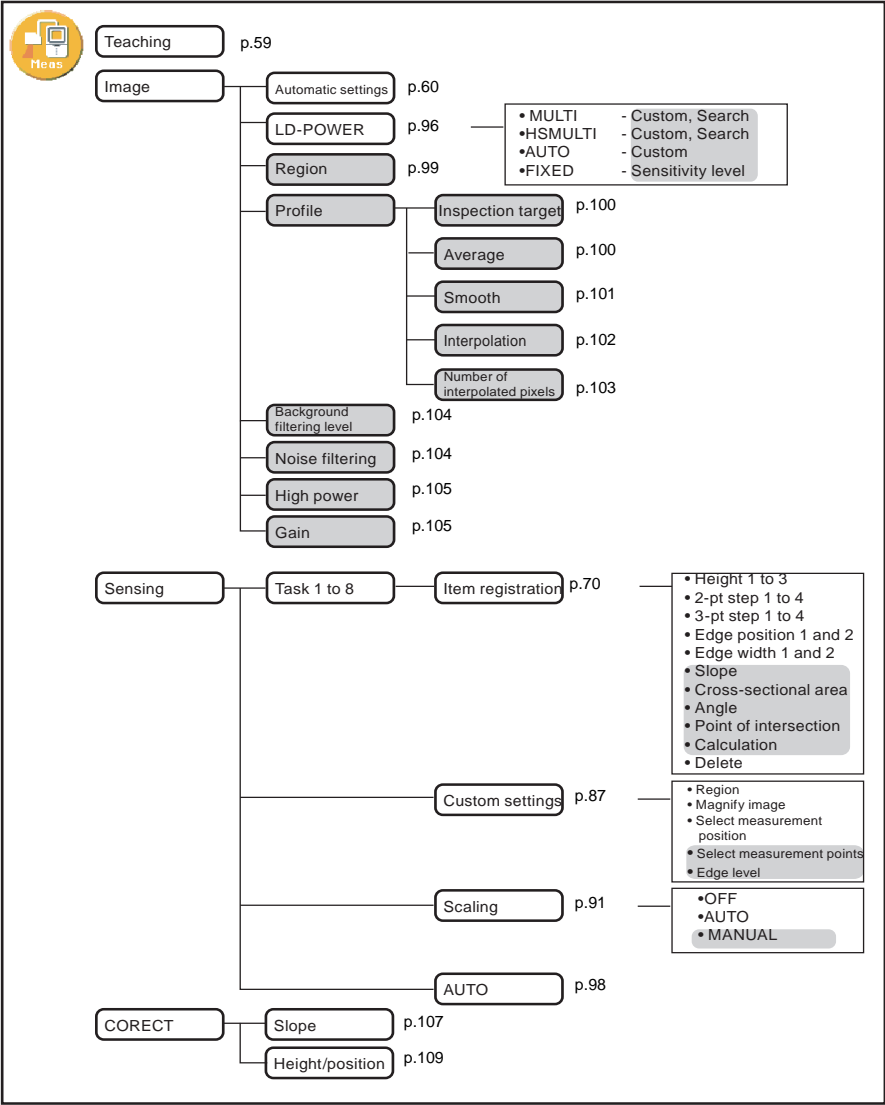 Meas
Teaching p.59
Image
Automatic settings p.60
LD-POWER p.96
• MULTI - Custom, Search
•HSMULTI - Custom, Search
•AUTO - Custom
•FIXED - Sensitivity level
Region p.99
Profile
Inspection target p.100
Average p.100
Smooth p.101
Interpolation p.102
Number of
interpolated pixels p.103
Background
filtering level p.104
Noise filtering p.104
High power p.105
Gain p.105
Sensing
Task 1 to 8
Item registration p.70
• Height 1 to 3
• 2-pt step 1 to 4
• 3-pt step 1 to 4
• Edge position 1 and 2
• Edge width 1 and 2
• Slope
• Cross-sectional area
• Angle
• Point of intersection
• Calculation
• Delete
Custom settings p.87
• Region
• Magnify image
• Select measurement
position
• Select measurement points
• Edge level
Scaling p.91
•OFF
•AUTO
• MANUAL
AUTO p.98
CORECT
Slope p.107
Height/position p.109